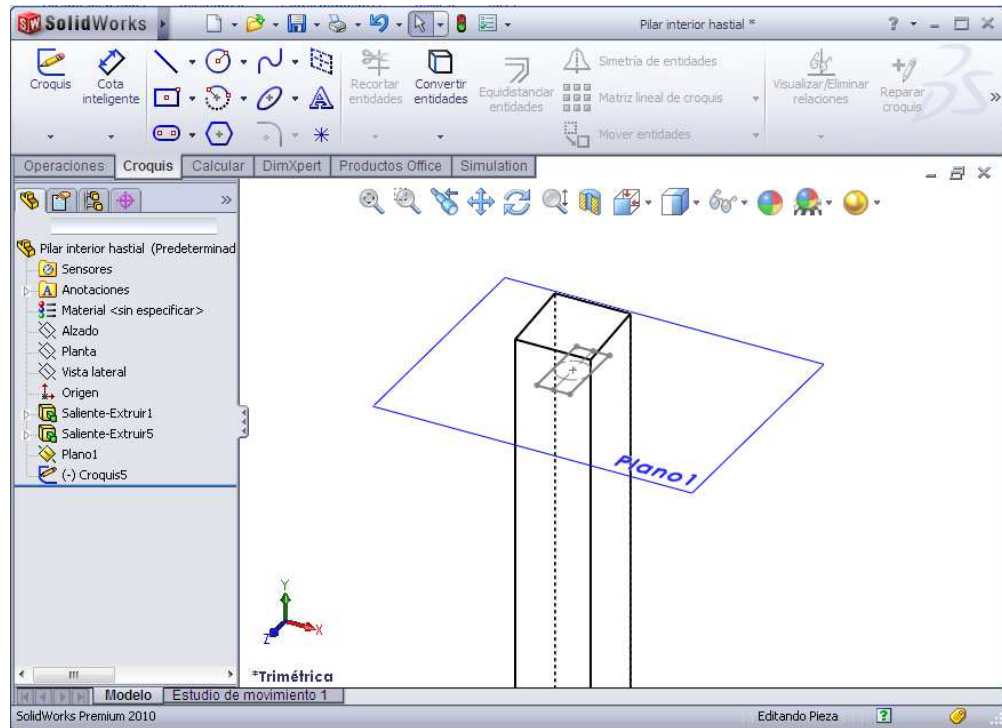 SolidWorks
Pilar interior hastial *
Croquis
Cota inteligente
Recortar entidades
Convertir entidades
Equidistanciar entidades
Simetría de entidades
Matriz lineal de croquis
Mover entidades
Visualizar/Eliminar relaciones
Reparar croquis
Operaciones Croquis Calcular DimXpert Productos Office Simulation
Pilar interior hastial (Predeterminad
Sensores
Anotaciones
Material <sin especificar>
Alzado
Planta
Vista lateral
Origen
Saliente-Extruir1
Saliente-Extruir5
Plano1
(-) Croquis5
Plano1
Y
X
Z
*Trimétrica
Modelo Estudio de movimiento 1
SolidWorks Premium 2010
Editando Pieza